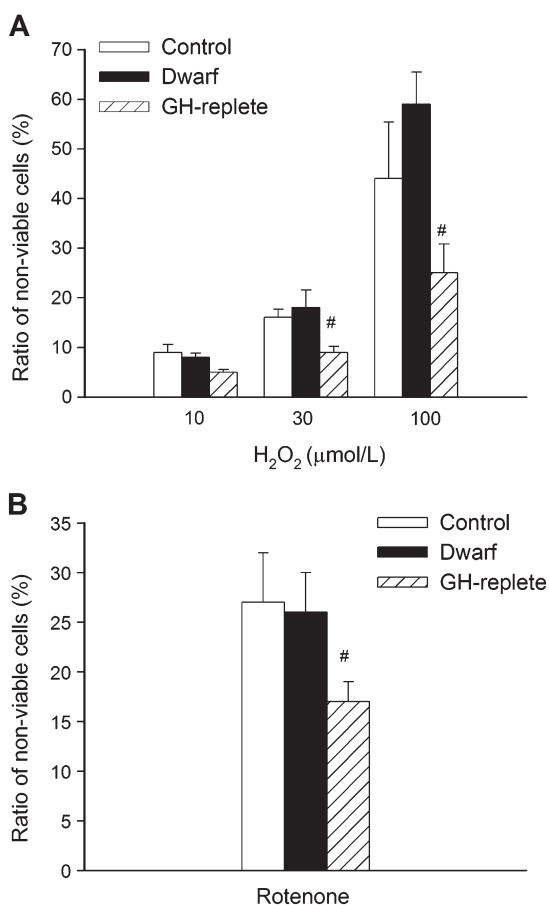 A
70
60
50
40
30
20
10
0
Ratio of non-viable cells (%)
Control
Dwarf
GH-replete
#
#
10 30 100
H₂O₂ (μmol/L)
B
35
30
25
20
15
10
5
0
Ratio of non-viable cells (%)
Control
Dwarf
GH-replete
#
Rotenone